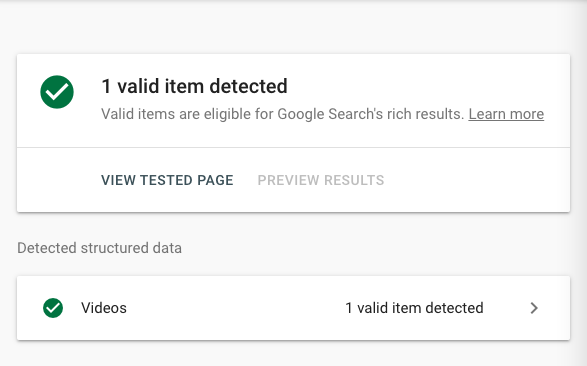 1 valid item detected
Valid items are eligible for Google Search's rich results. Learn more
VIEW TESTED PAGE PREVIEW RESULTS
Detected structured data
Videos 1 valid item detected